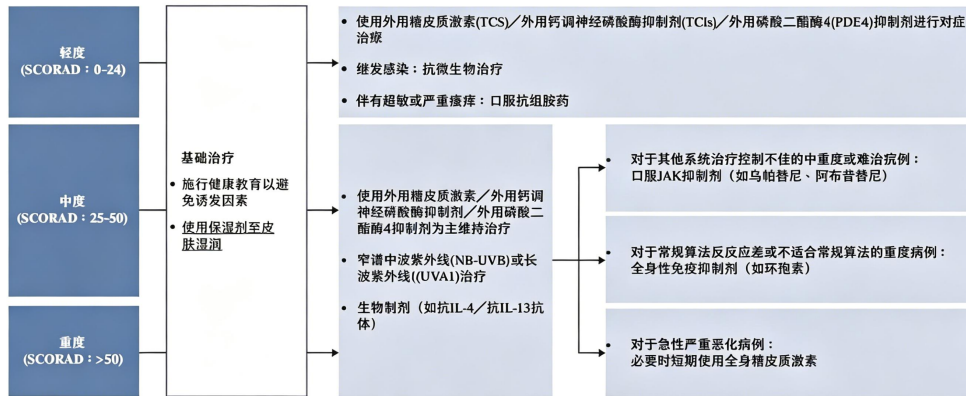 轻度
(SCORAD：0-24)
中度
(SCORAD：25-50)
重度
(SCORAD：>50)
基础治疗
• 施行健康教育以避
免诱发因素
• 使用保湿剂至皮
肤湿润
• 使用外用糖皮质激素(TCS)／外用钙调神经磷酸酶抑制剂(TCIs)／外用磷酸二酯酶4(PDE4)抑制剂进行对症
治疗
• 继发感染：抗微生物治疗
• 伴有超敏或严重瘙痒：口服抗组胺药
• 使用外用糖皮质激素／外用钙调
神经磷酸酶抑制剂／外用磷酸二
酯酶4抑制剂为主维持治疗
• 窄谱中波紫外线(NB-UVB)或长
波紫外线((UVA1)治疗
• 生物制剂（如抗IL-4／抗IL-13抗
体）
• 对于其他系统治疗控制不佳的中重度或难治病例：
口服JAK抑制剂（如乌帕替尼、阿布昔替尼）
• 对于常规算法反反应差或不适合常规算法的重度病例：
全身性免疫抑制剂（如环孢素）
• 对于急性严重恶化病例：
必要时短期使用全身糖皮质激素